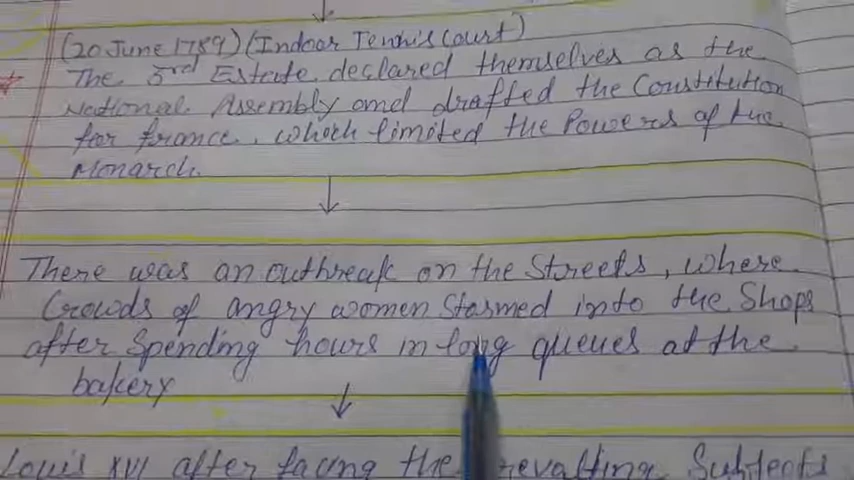 (20 June 1789) (Indoor Tennis Court)
The 3rd Estate declared themselves as the
National Assembly and drafted the Constitution
for france. which limited the Powers of the
Monarch.
There was an outbreak on the Streets, where
Crowds of angry women Stormed into the Shops
after Spending hours in long queues at the
bakery
Louis XVI after facing the revolting Subjects